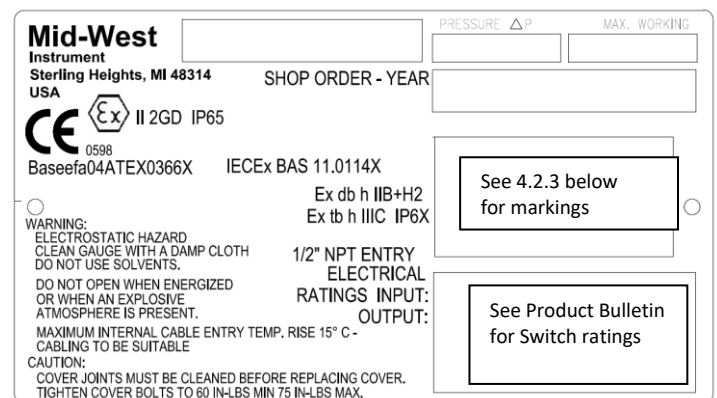 Mid-West
Instrument
Sterling Heights, MI 48314
USA
PRESSURE △P
MAX. WORKING
SHOP ORDER - YEAR
CE Ex II 2GD IP65
0598
Baseefa04ATEX0366X IECEx BAS 11.0114X
Ex db h IIB+H2
Ex tb h IIIC IP6X
See 4.2.3 below
for markings
WARNING:
ELECTROSTATIC HAZARD
CLEAN GAUGE WITH A DAMP CLOTH
DO NOT USE SOLVENTS.
DO NOT OPEN WHEN ENERGIZED
OR WHEN AN EXPLOSIVE
ATMOSPHERE IS PRESENT.
MAXIMUM INTERNAL CABLE ENTRY TEMP. RISE 15° C -
CABLING TO BE SUITABLE
CAUTION:
COVER JOINTS MUST BE CLEANED BEFORE REPLACING COVER.
TIGHTEN COVER BOLTS TO 60 IN-LBS MIN 75 IN-LBS MAX.
1/2" NPT ENTRY
ELECTRICAL
RATINGS INPUT:
OUTPUT:
See Product Bulletin
for Switch ratings